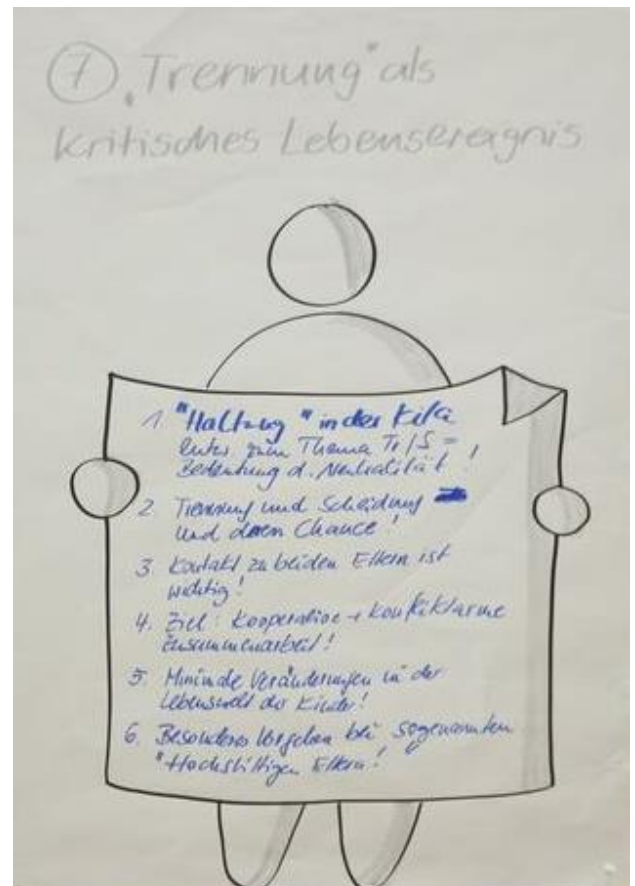 ⑦ „Trennung" als
kritisches Lebensereignis
1 "Haltung" in der Kita
zum Thema Tr/S =
Bedeutung d. Neutralität!
2. Trennung und Scheidung
und deren Chance!
3. Kontakt zu beiden Eltern ist
wichtig!
4. Ziel: Kooperative + konfliktarme
Zusammenarbeit!
5. Minimale Veränderungen in der
Lebenswelt der Kinder!
6. Besonderes Vorgehen bei sogenannten
"Hochstrittigen Eltern!